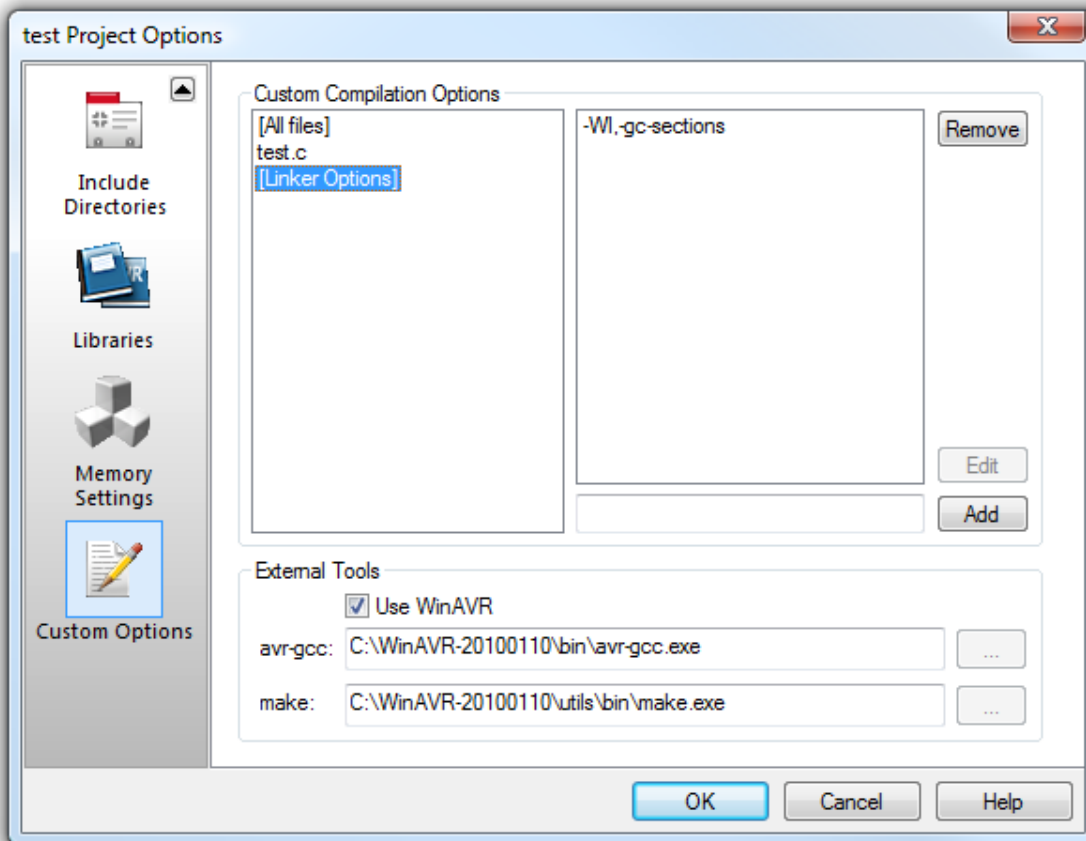 test Project Options
Include
Directories
Libraries
Memory
Settings
Custom Options
Custom Compilation Options
[All files]
test.c
[Linker Options]
-Wl,-gc-sections
Remove
Edit
Add
External Tools
Use WinAVR
avr-gcc:
C:\WinAVR-20100110\bin\avr-gcc.exe
...
make:
C:\WinAVR-20100110\utils\bin\make.exe
...
OK
Cancel
Help